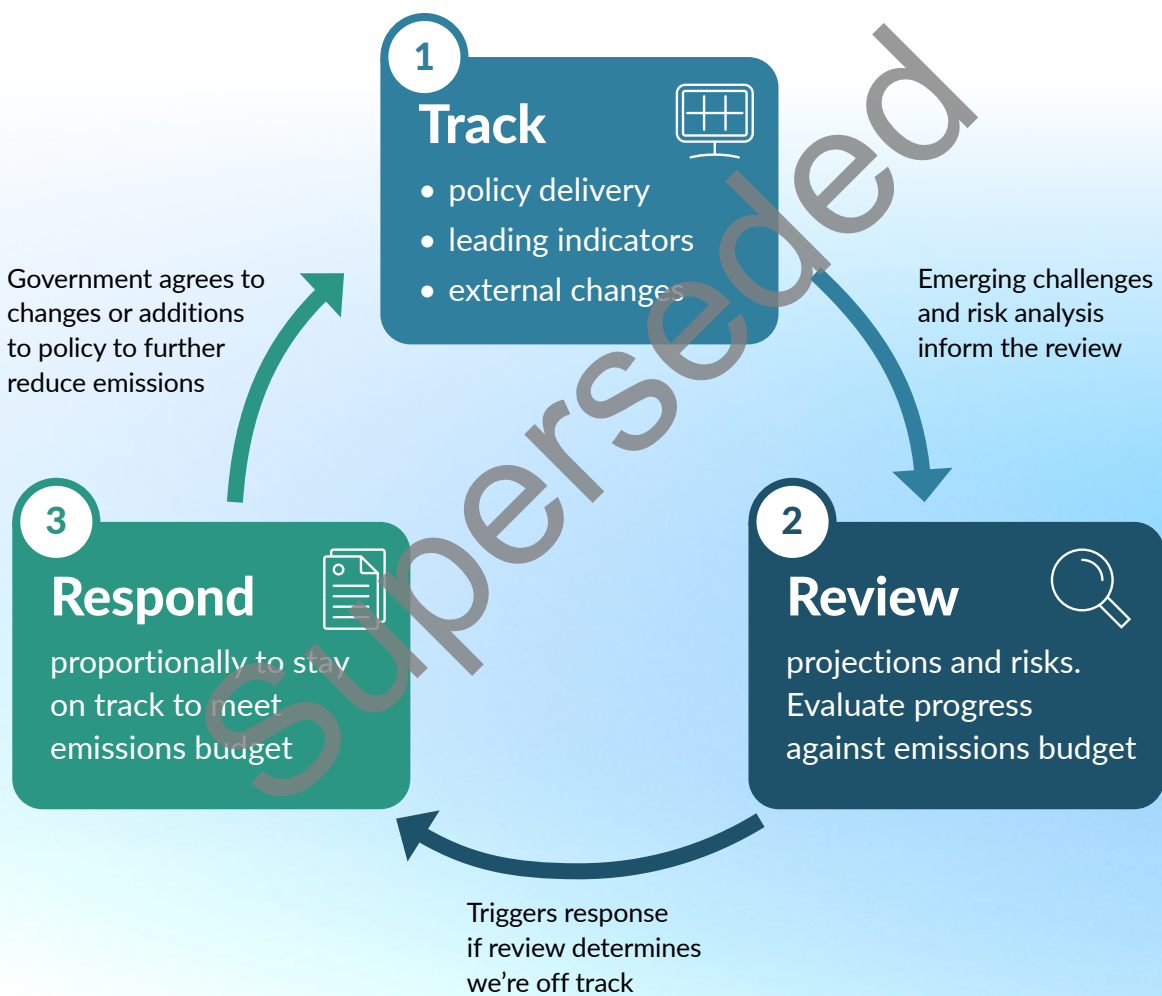 1
Track
• policy delivery
• leading indicators
• external changes
Emerging challenges
and risk analysis
inform the review
2
Review
projections and risks.
Evaluate progress
against emissions budget
Triggers response
if review determines
we're off track
3
Respond
proportionally to stay
on track to meet
emissions budget
Government agrees to
changes or additions
to policy to further
reduce emissions
Superseded